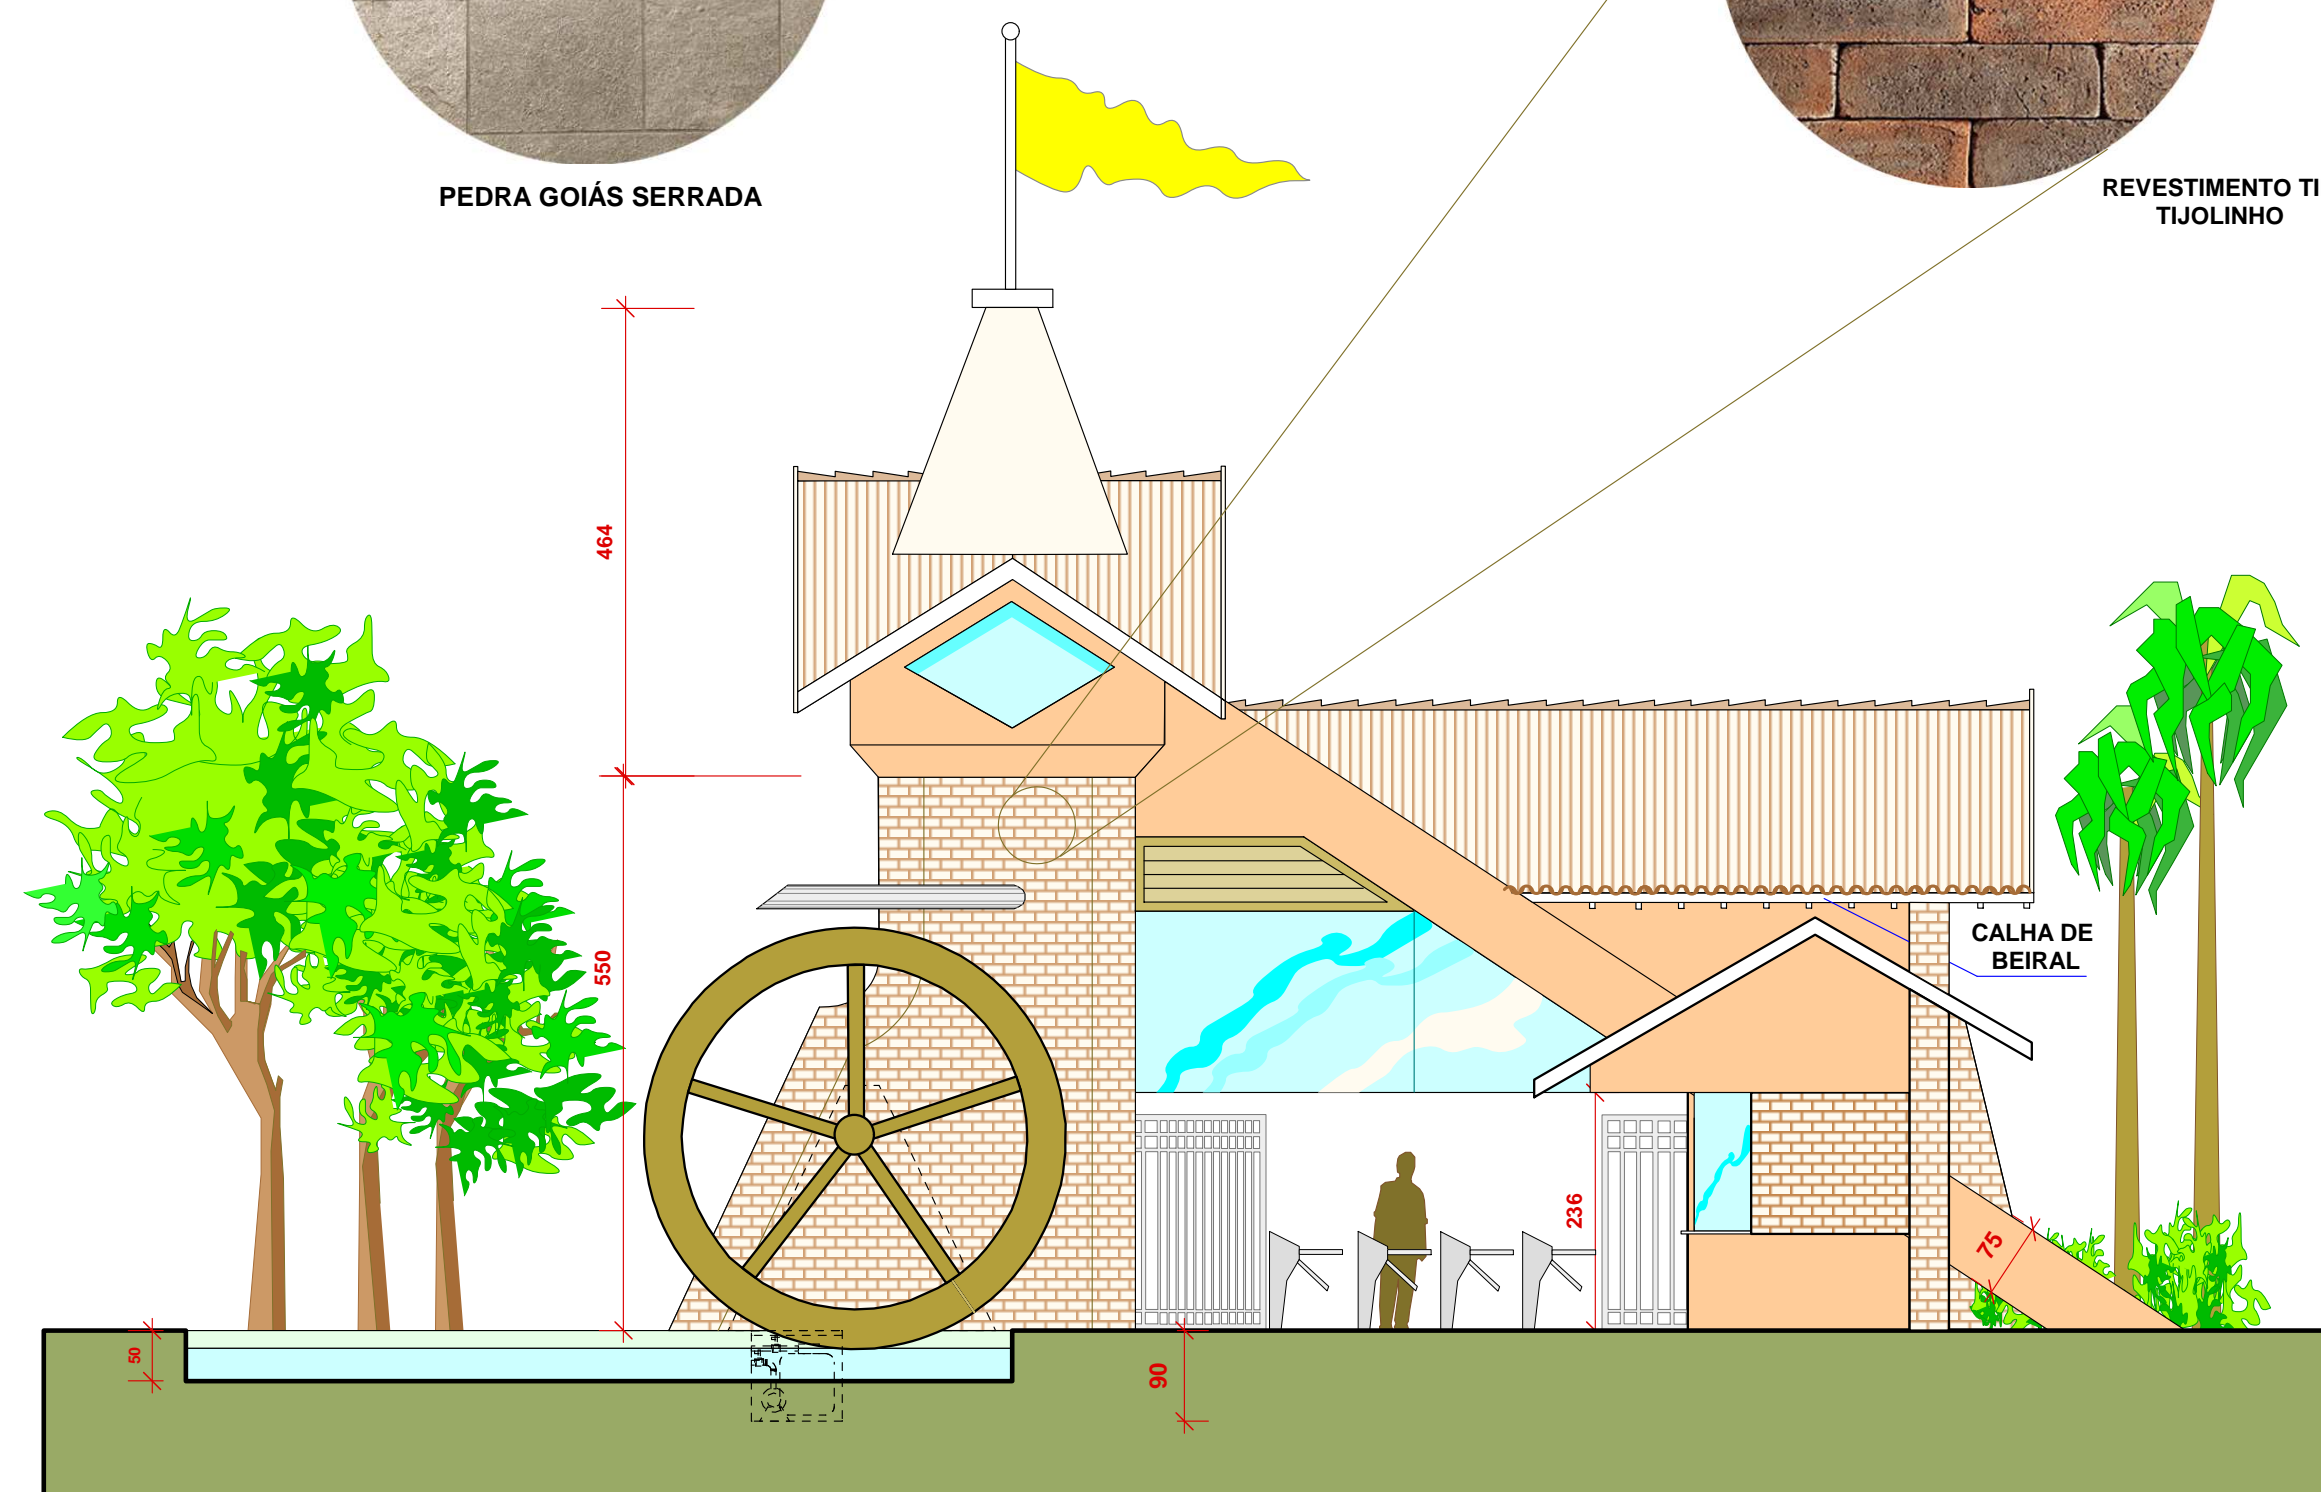 PEDRA GOIÁS SERRADA
REVESTIMENTO TI
TIJOLINHO
464
550
CALHA DE
BEIRAL
236
75
50
90